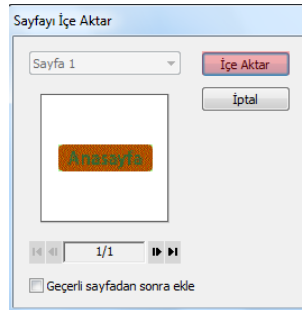 Sayfayı İçe Aktar
Sayfa 1
İçe Aktar
İptal
Anasayfa
1/1
Geçerli sayfadan sonra ekle